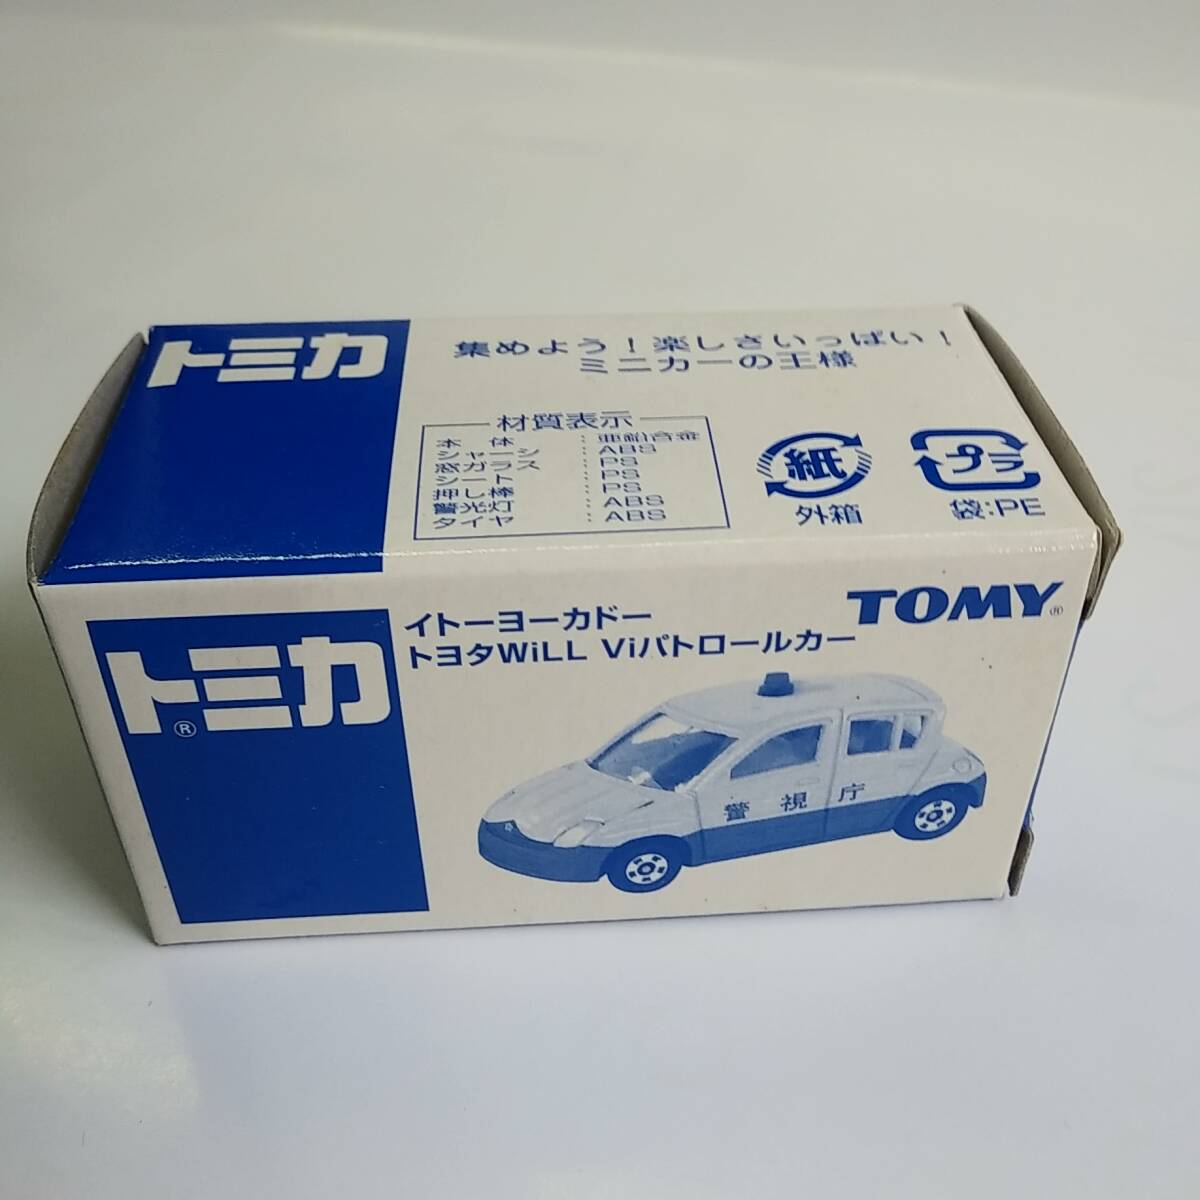 トミカ
集めよう！楽しさいっぱい！
ミニカーの王様
材質表示
本体 ‥ 亜鉛合金
シャーシ ‥ ABS
窓ガラス ‥ PS
シート ‥ PS
押し棒 ‥ PS
警光灯 ‥ ABS
タイヤ ‥ ABS
紙
外箱
プラ
袋:PE
トミカ®
イトーヨーカドー
トヨタWiLL Viパトロールカー
TOMY®
警視庁